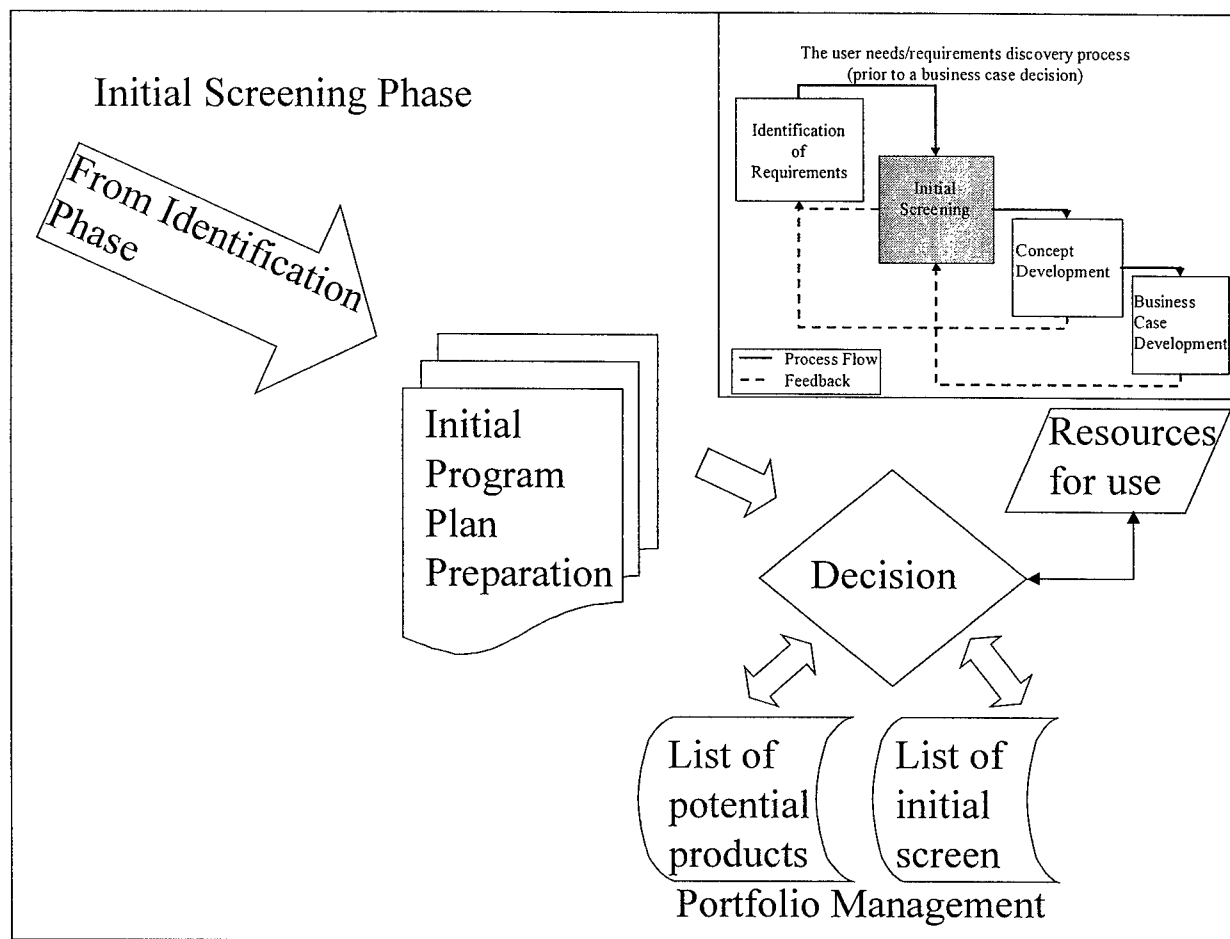 Initial Screening Phase
The user needs/requirements discovery process
(prior to a business case decision)
Identification
of
Requirements
Initial
Screening
Concept
Development
Business
Case
Development
Process Flow
Feedback
From Identification
Phase
Initial
Program
Plan
Preparation
Resources
for use
Decision
List of
potential
products
List of
initial
screen
Portfolio Management